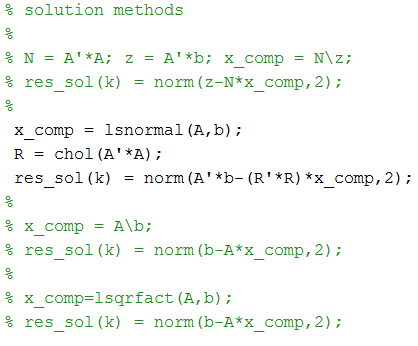 % solution methods
%
% N = A'*A; z = A'*b; x_comp = N\z;
% res_sol(k) = norm(z-N*x_comp,2);
%
x_comp = lsnormal(A,b);
R = chol(A'*A);
res_sol(k) = norm(A'*b-(R'*R)*x_comp,2);
%
% x_comp = A\b;
% res_sol(k) = norm(b-A*x_comp,2);
%
% x_comp=lsqrfact(A,b);
% res_sol(k) = norm(b-A*x_comp,2);